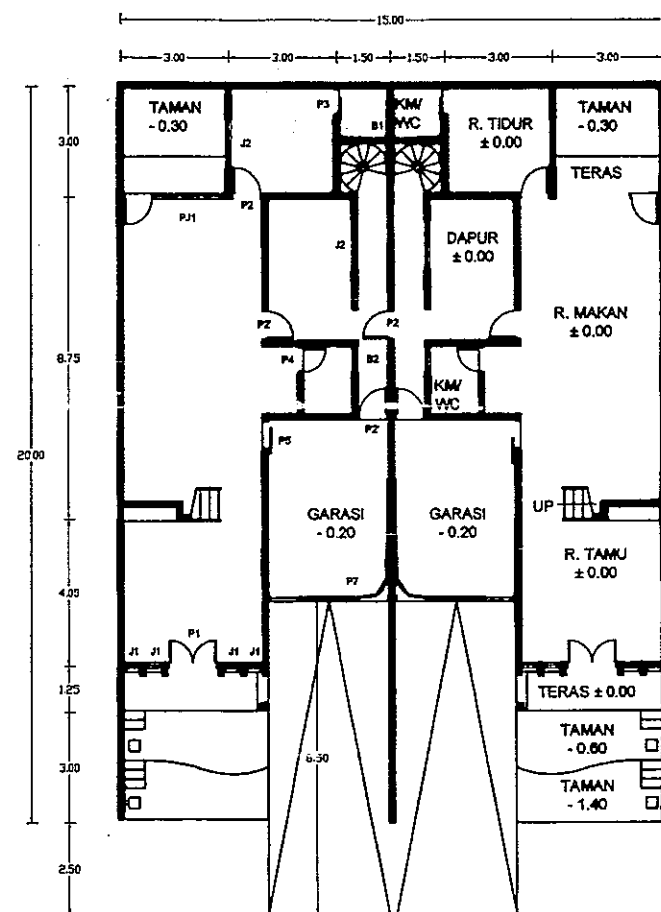 15.00
3.00 3.00 1.50 1.50 3.00 3.00
TAMAN
- 0.30
P3
B1
KM/
WC
R. TIDUR
± 0.00
TAMAN
- 0.30
3.00
J2
TERAS
PJ1
P2
J2
DAPUR
± 0.00
R. MAKAN
± 0.00
P2
P2
8.75
P4
B2
KM/
WC
20.00
P5
P2
GARASI
- 0.20
GARASI
- 0.20
UP
R. TAMU
± 0.00
4.05
P7
P1
J1 J1 J1 J1
1.25
TERAS ± 0.00
TAMAN
- 0.60
6.50
3.00
TAMAN
- 1.40
2.50